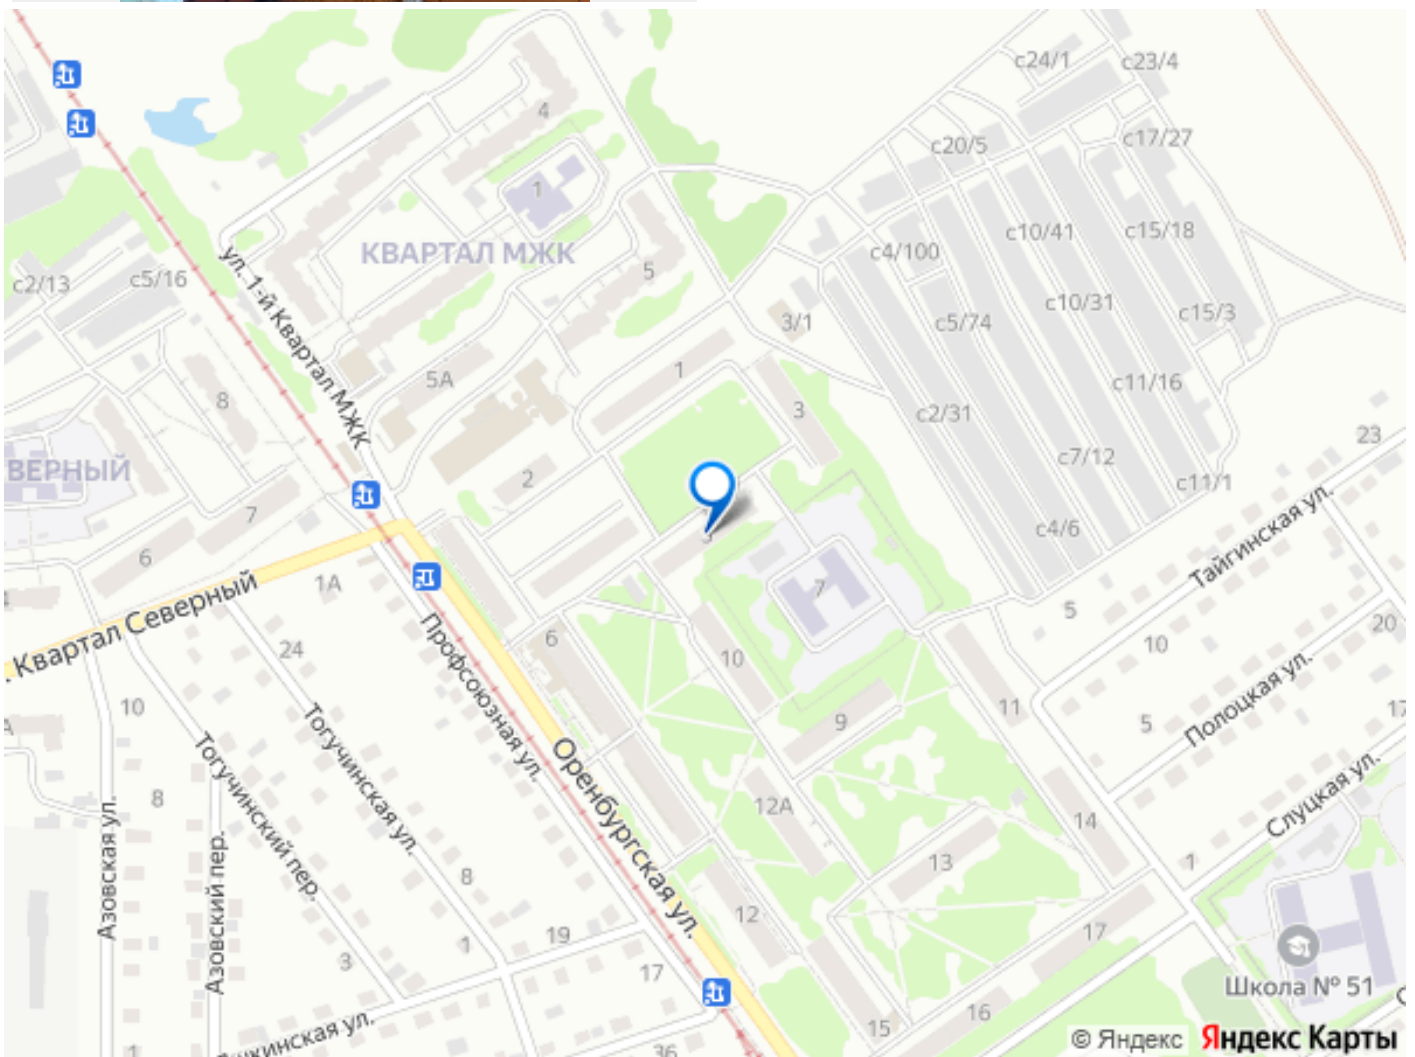 с24/1
с23/4
4
с20/5
с17/27
1
КВАРТАЛ МЖК
с4/100
с10/41
с15/18
с2/13
с5/16
ул. 1-й Квартал МЖК
5
с10/31
с15/3
3/1
с5/74
5А
1
с11/16
8
3
с2/31
23
ВЕРНЫЙ
с7/12
2
с11/1
7
с4/6
Тайгинская ул.
6
5
1А
7
5
Квартал Северный
24
6
10
10
20
Профсоюзная ул.
10
11
9
5
Полоцкая ул.
17
А
Тогучинская ул.
Тогучинский пер.
Оренбургская ул.
8
12А
14
Слуцкая ул.
Азовская ул.
Азовский пер.
8
13
1
12
19
1
17
3
17
Школа № 51
16
15
1
36
© Яндекс
Яндекс Карты